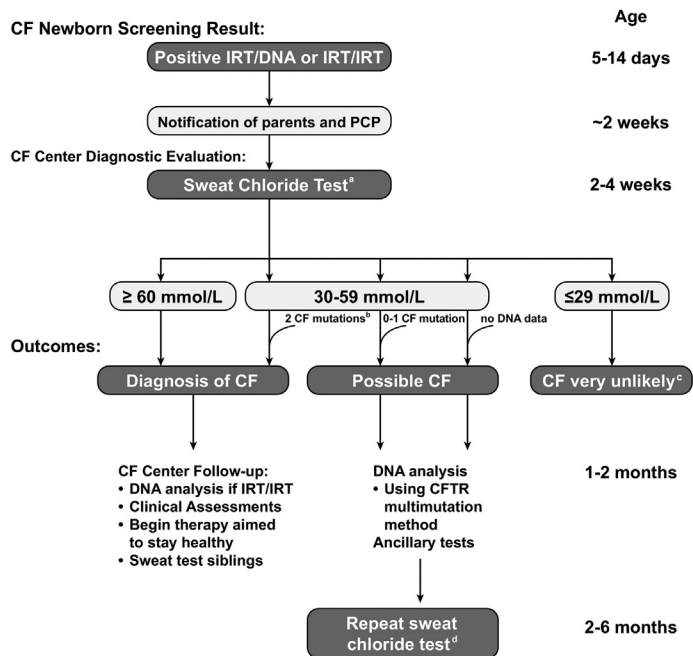 Age
CF Newborn Screening Result:
Positive IRT/DNA or IRT/IRT
5-14 days
Notification of parents and PCP
~2 weeks
CF Center Diagnostic Evaluation:
Sweat Chloride Testᵃ
2-4 weeks
≥ 60 mmol/L
30-59 mmol/L
≤29 mmol/L
2 CF mutationsᵇ
0-1 CF mutation
no DNA data
Outcomes:
Diagnosis of CF
Possible CF
CF very unlikelyᶜ
CF Center Follow-up:
• DNA analysis if IRT/IRT
• Clinical Assessments
• Begin therapy aimed
to stay healthy
• Sweat test siblings
DNA analysis
• Using CFTR
multimutation
method
Ancillary tests
1-2 months
Repeat sweat
chloride testᵈ
2-6 months